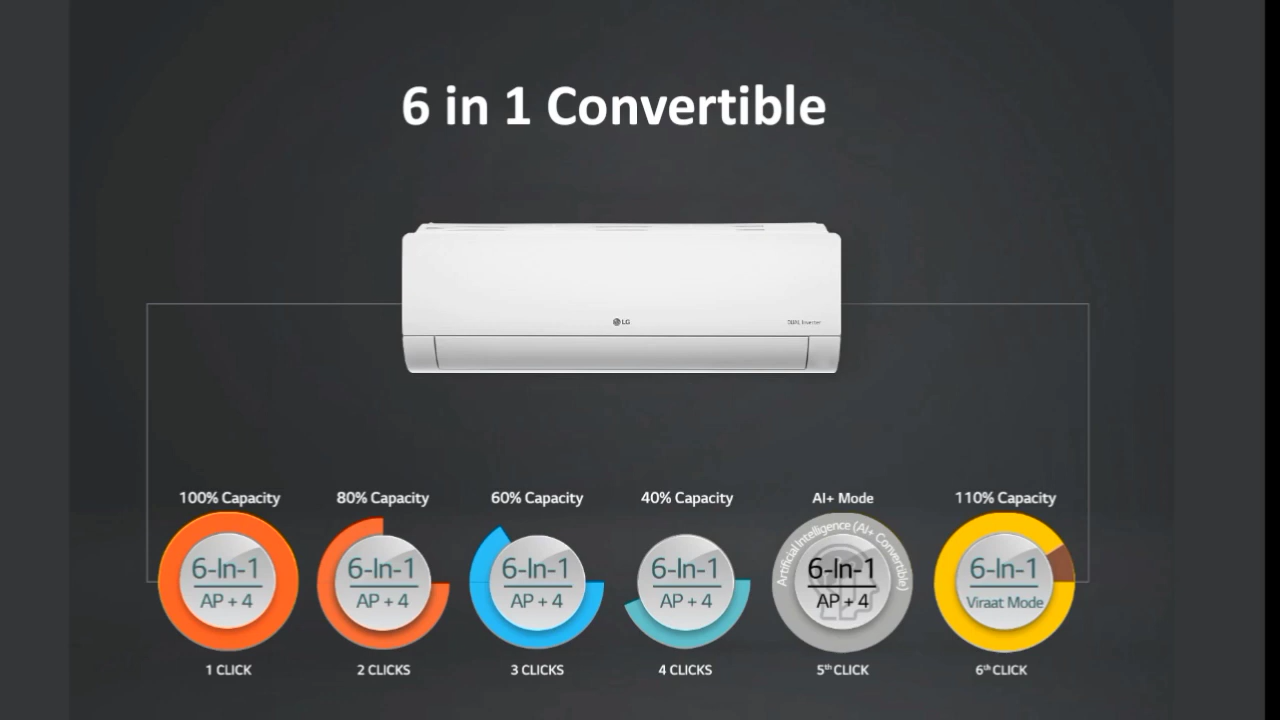 6 in 1 Convertible
LG
DUAL Inverter
100% Capacity
80% Capacity
60% Capacity
40% Capacity
AI+ Mode
110% Capacity
Artificial Intelligence (AI+ Convertible)
6-In-1
AP + 4
6-In-1
AP + 4
6-In-1
AP + 4
6-In-1
AP + 4
6-In-1
AP + 4
6-In-1
Viraat Mode
1 CLICK
2 CLICKS
3 CLICKS
4 CLICKS
5th CLICK
6th CLICK